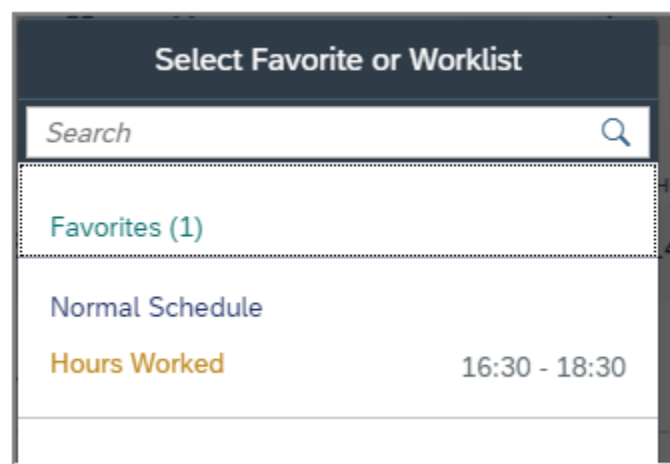 Select Favorite or Worklist
Search
Favorites (1)
Normal Schedule
Hours Worked 16:30 - 18:30